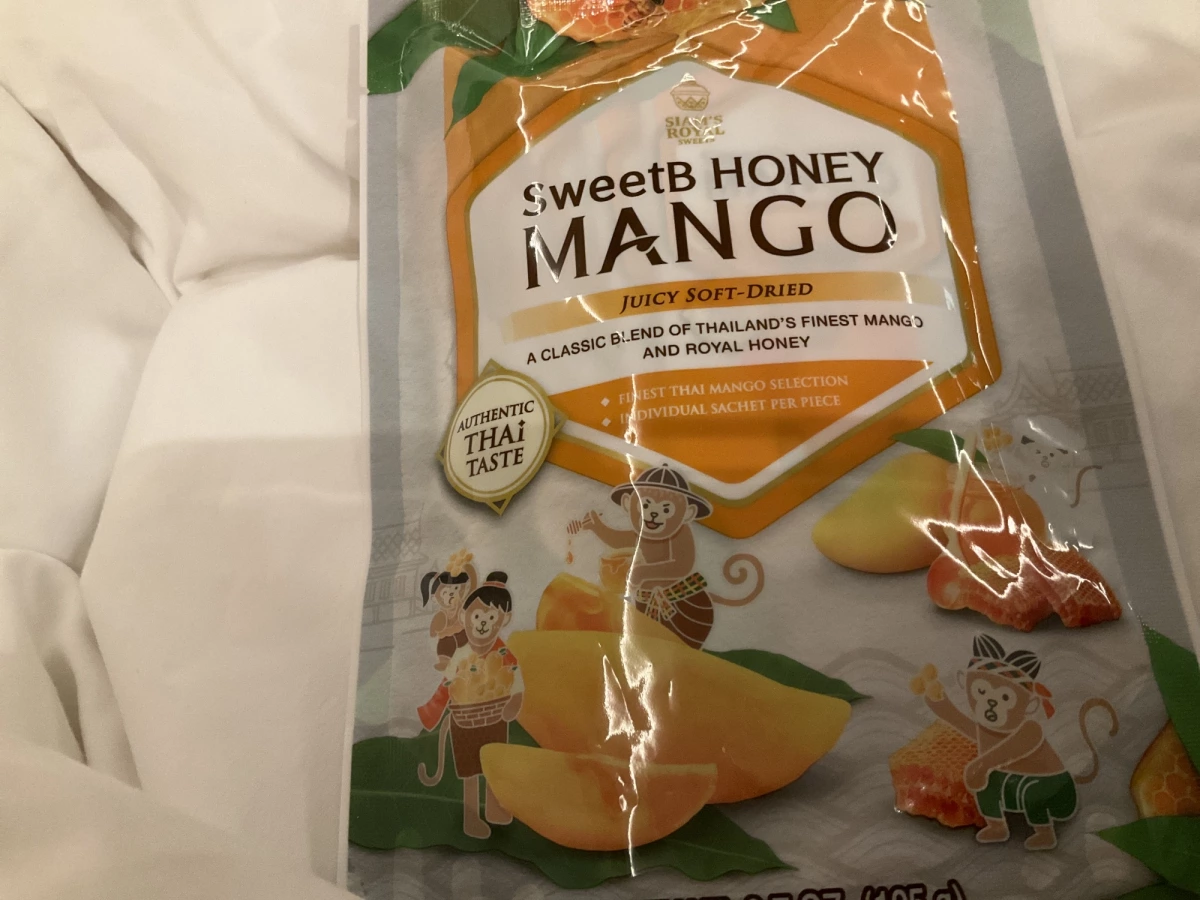 SIAM'S
ROYAL
SWEETS
SweetB HONEY
MANGO
JUICY SOFT-DRIED
A CLASSIC BLEND OF THAILAND'S FINEST MANGO
AND ROYAL HONEY
FINEST THAI MANGO SELECTION
INDIVIDUAL SACHET PER PIECE
AUTHENTIC
THAi
TASTE